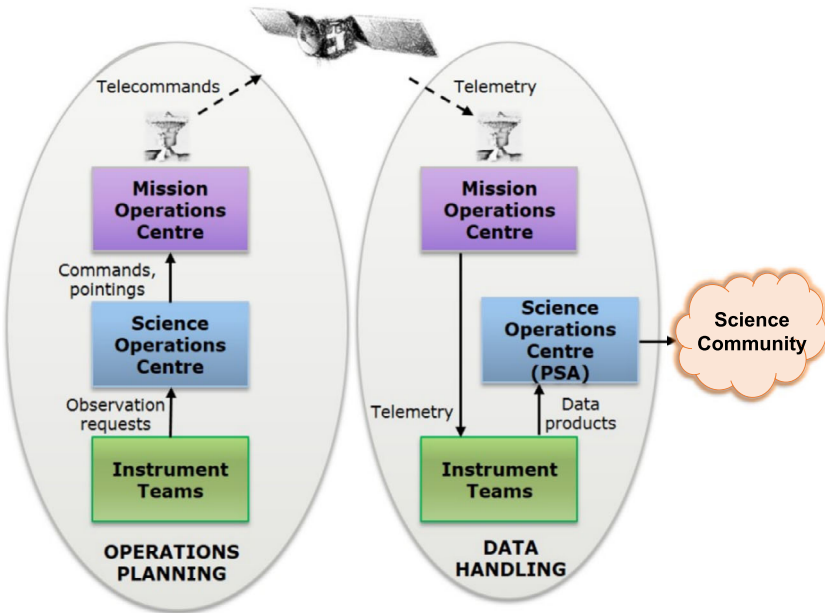 Telecommands
Mission
Operations
Centre
Commands,
pointings
Science
Operations
Centre
Observation
requests
Instrument
Teams
OPERATIONS
PLANNING
Telemetry
Mission
Operations
Centre
Science
Operations
Centre
(PSA)
Telemetry
Data
products
Instrument
Teams
DATA
HANDLING
Science
Community